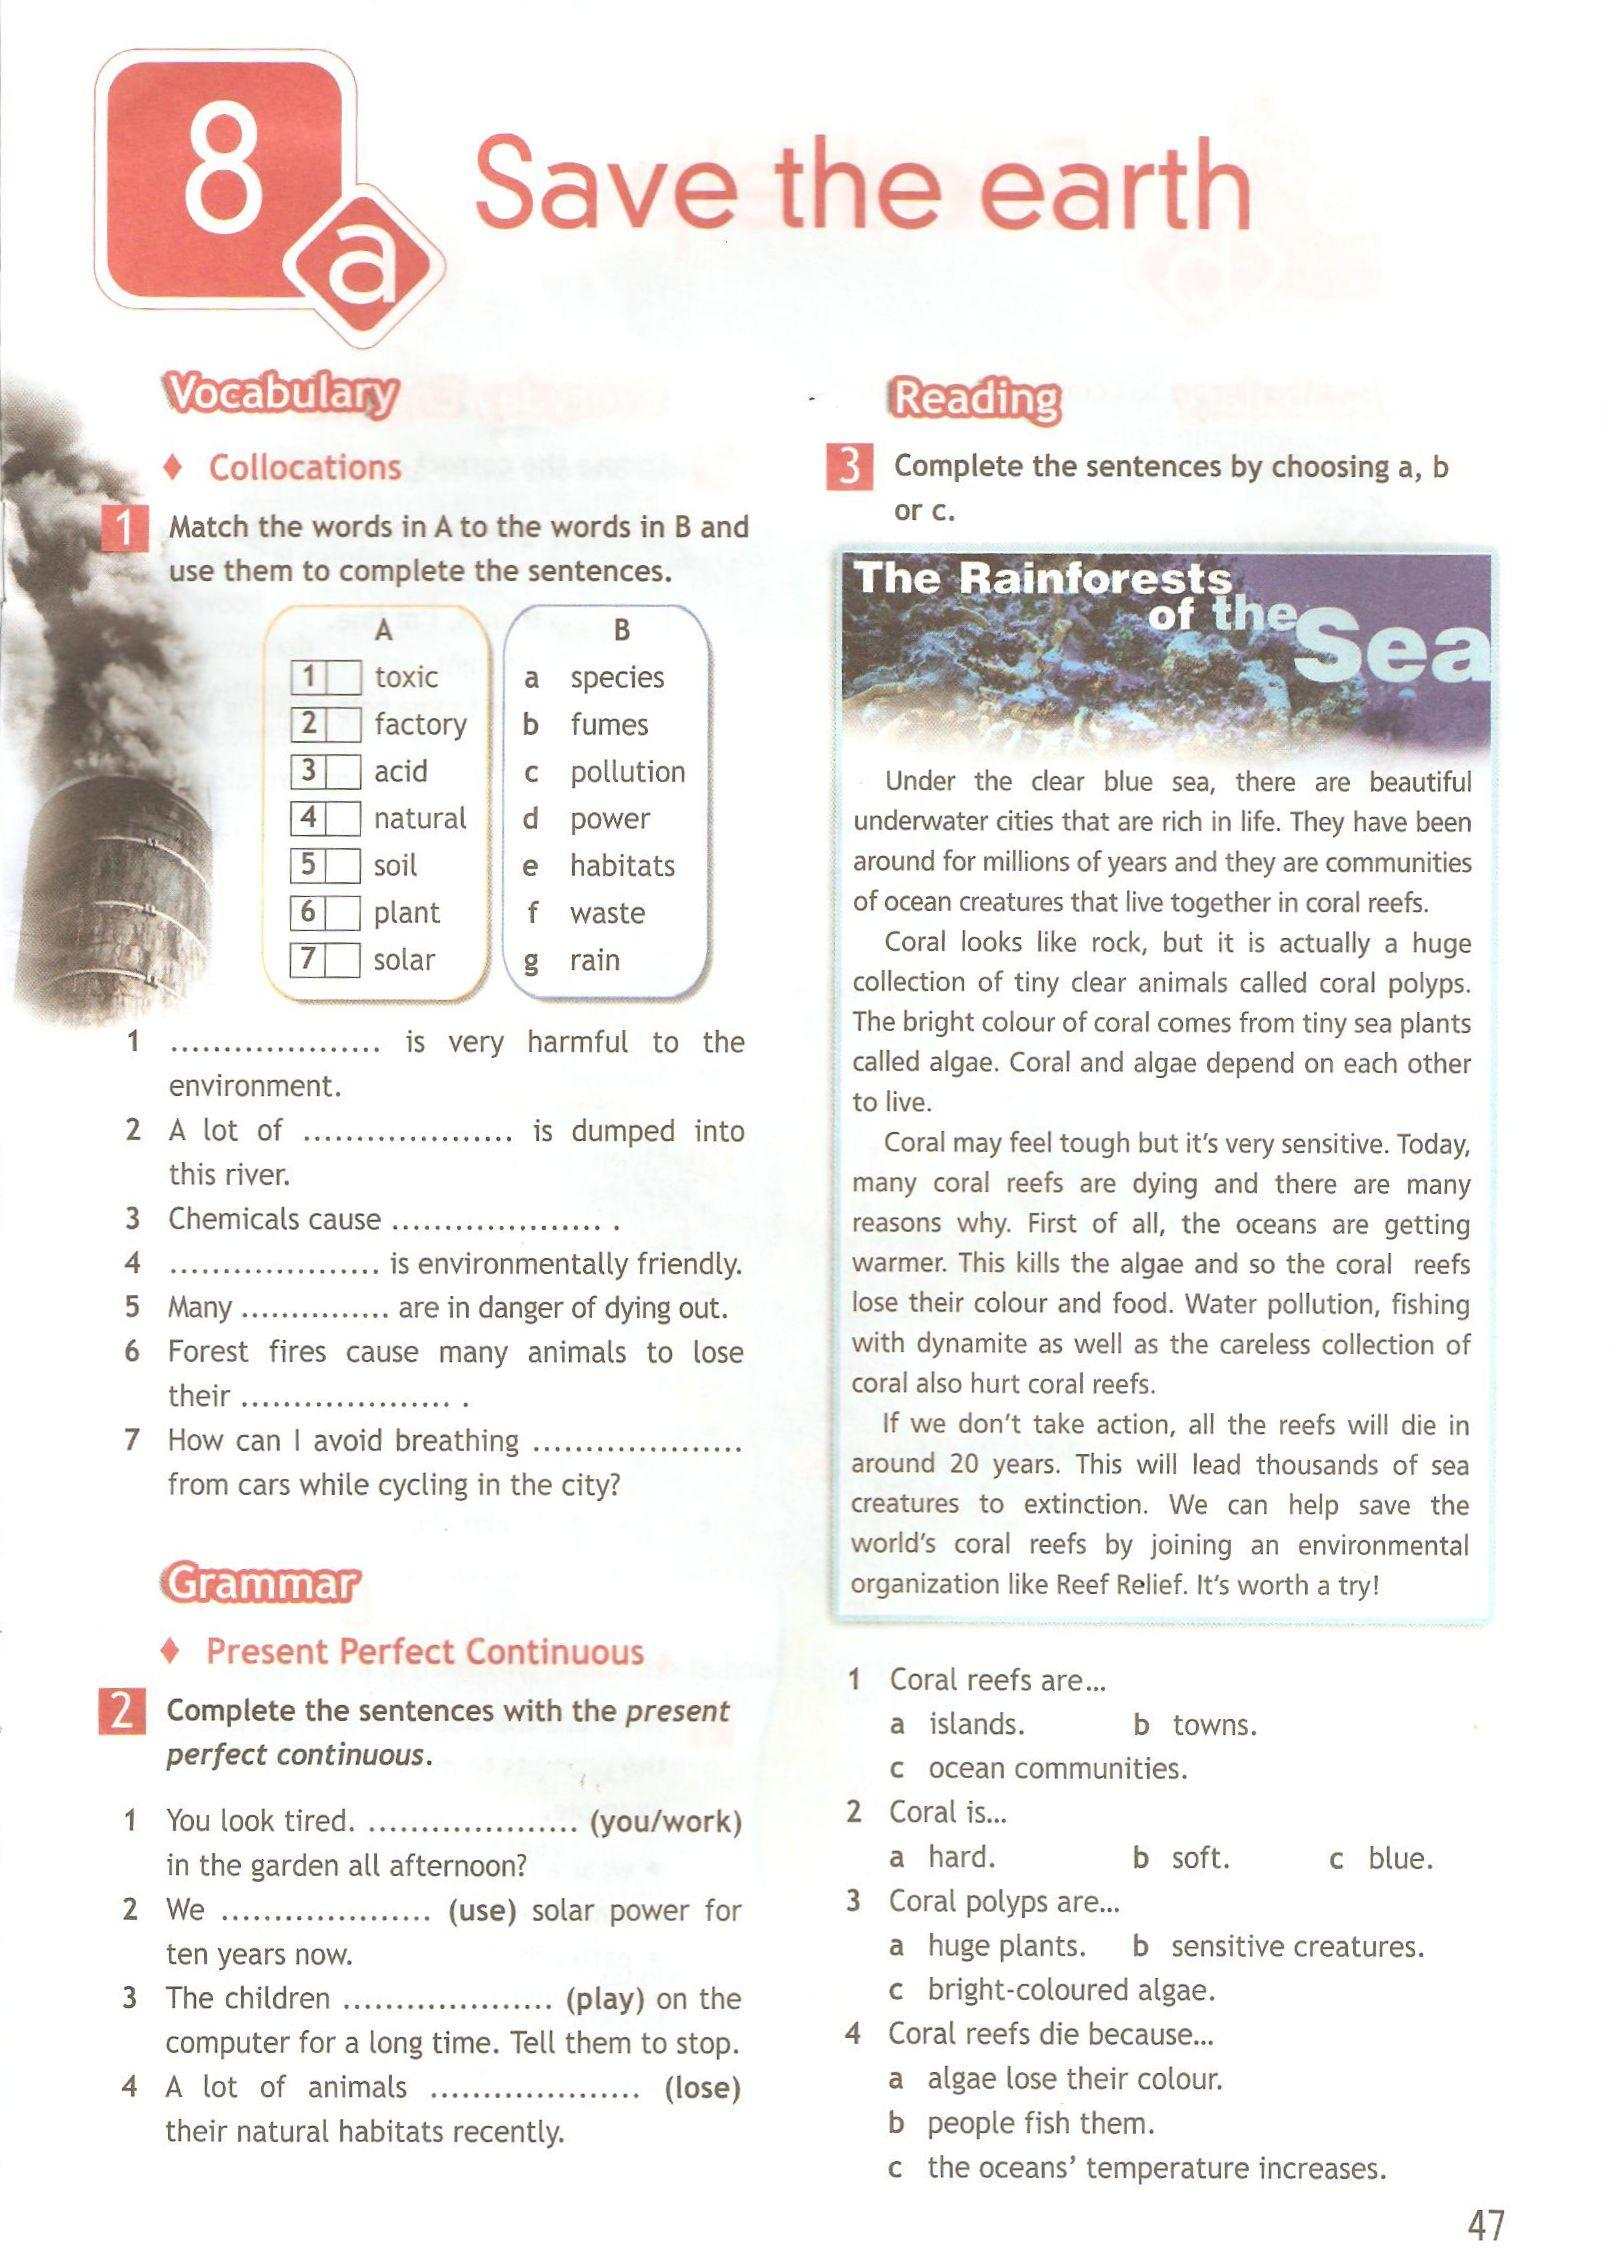 8
a
Save the earth
Vocabulary
♦ Collocations
1 Match the words in A to the words in B and
use them to complete the sentences.
A
1 toxic
2 factory
3 acid
4 natural
5 soil
6 plant
7 solar
B
a species
b fumes
c pollution
d power
e habitats
f waste
g rain
1 .................... is very harmful to the
environment.
2 A lot of .................... is dumped into
this river.
3 Chemicals cause .................... .
4 .................... is environmentally friendly.
5 Many .............. are in danger of dying out.
6 Forest fires cause many animals to lose
their .................... .
7 How can I avoid breathing ....................
from cars while cycling in the city?
Grammar
♦ Present Perfect Continuous
2 Complete the sentences with the present
perfect continuous.
1 You look tired. .................... (you/work)
in the garden all afternoon?
2 We .................... (use) solar power for
ten years now.
3 The children .................... (play) on the
computer for a long time. Tell them to stop.
4 A lot of animals .................... (lose)
their natural habitats recently.
Reading
3 Complete the sentences by choosing a, b
or c.
The Rainforests
of the Sea
Under the clear blue sea, there are beautiful
underwater cities that are rich in life. They have been
around for millions of years and they are communities
of ocean creatures that live together in coral reefs.
Coral looks like rock, but it is actually a huge
collection of tiny clear animals called coral polyps.
The bright colour of coral comes from tiny sea plants
called algae. Coral and algae depend on each other
to live.
Coral may feel tough but it's very sensitive. Today,
many coral reefs are dying and there are many
reasons why. First of all, the oceans are getting
warmer. This kills the algae and so the coral reefs
lose their colour and food. Water pollution, fishing
with dynamite as well as the careless collection of
coral also hurt coral reefs.
If we don't take action, all the reefs will die in
around 20 years. This will lead thousands of sea
creatures to extinction. We can help save the
world's coral reefs by joining an environmental
organization like Reef Relief. It's worth a try!
1 Coral reefs are...
a islands. b towns.
c ocean communities.
2 Coral is...
a hard. b soft. c blue.
3 Coral polyps are...
a huge plants. b sensitive creatures.
c bright-coloured algae.
4 Coral reefs die because...
a algae lose their colour.
b people fish them.
c the oceans' temperature increases.
47